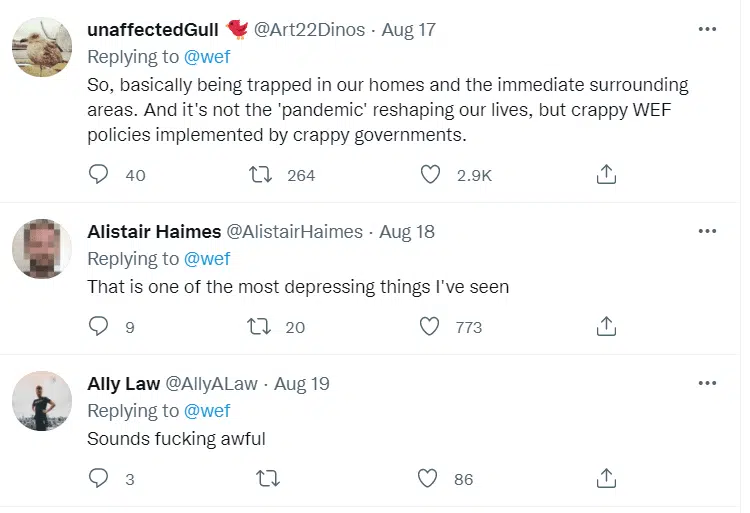 unaffectedGull @Art22Dinos · Aug 17
Replying to @wef
So, basically being trapped in our homes and the immediate surrounding
areas. And it's not the 'pandemic' reshaping our lives, but crappy WEF
policies implemented by crappy governments.
40 264 2.9K
Alistair Haimes @AlistairHaimes · Aug 18
Replying to @wef
That is one of the most depressing things I've seen
9 20 773
Ally Law @AllyALaw · Aug 19
Replying to @wef
Sounds fucking awful
3 86